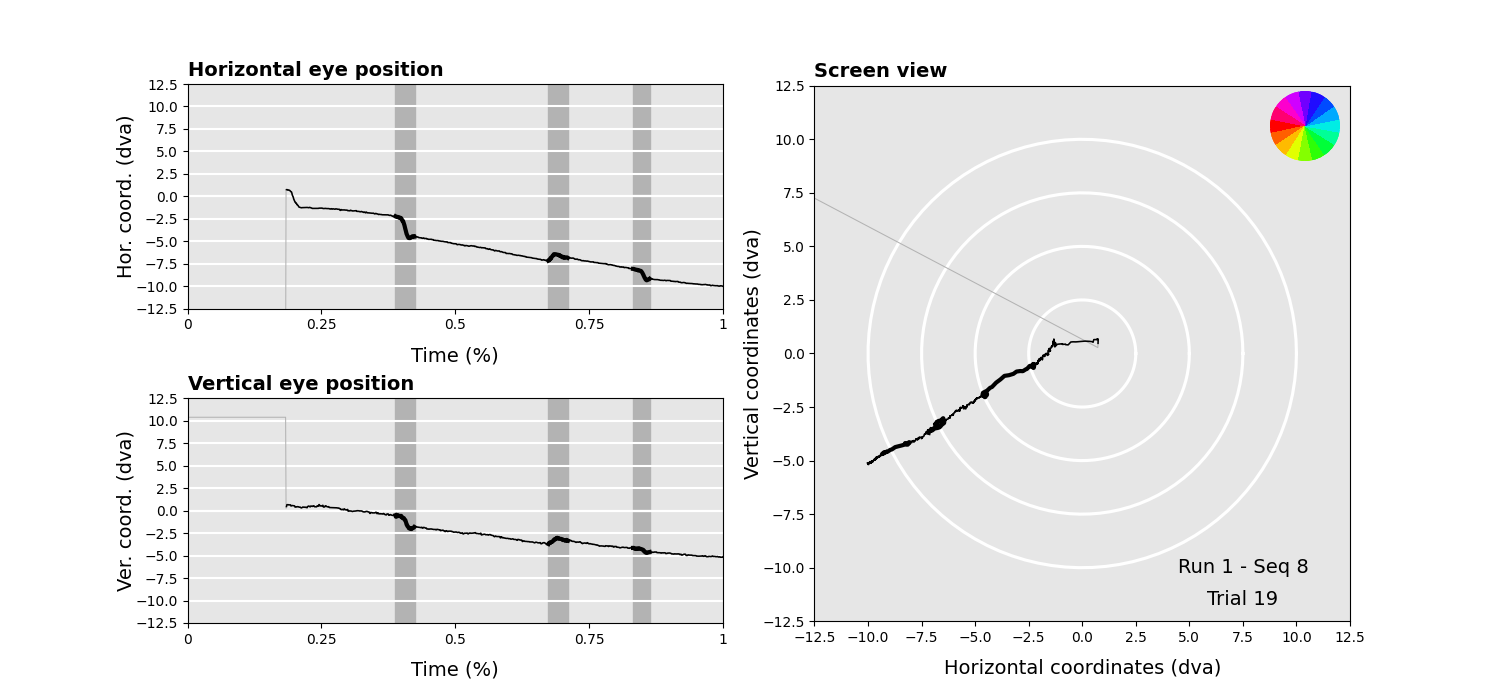 Horizontal eye position
Hor. coord. (dva)
12.5
10.0
7.5
5.0
2.5
0.0
−2.5
−5.0
−7.5
−10.0
−12.5
0 0.25 0.5 0.75 1
Time (%)
Vertical eye position
Ver. coord. (dva)
12.5
10.0
7.5
5.0
2.5
0.0
−2.5
−5.0
−7.5
−10.0
−12.5
0 0.25 0.5 0.75 1
Time (%)
Screen view
Vertical coordinates (dva)
12.5
10.0
7.5
5.0
2.5
0.0
−2.5
−5.0
−7.5
−10.0
−12.5
Run 1 - Seq 8
Trial 19
−12.5 −10.0 −7.5 −5.0 −2.5 0.0 2.5 5.0 7.5 10.0 12.5
Horizontal coordinates (dva)